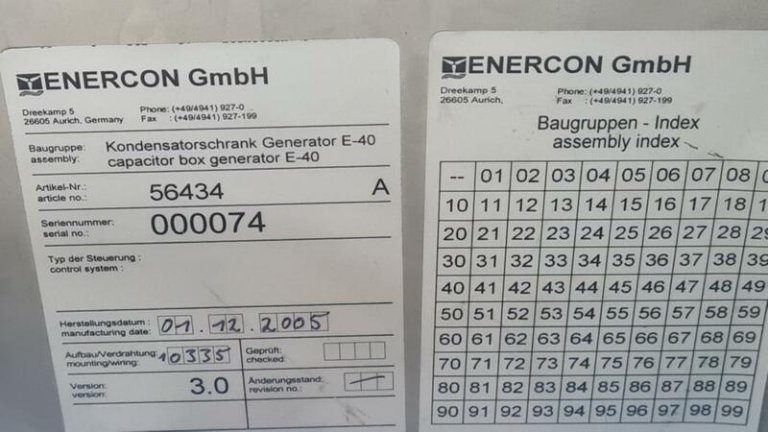 ENERCON GmbH
Dreekamp 5
26605 Aurich, Germany
Phone: (+49/4941) 927-0
Fax : (+49/4941) 927-199
Baugruppe:
assembly:
Kondensatorschrank Generator E-40
capacitor box generator E-40
Artikel-Nr.:
article no.:
56434 A
Seriennummer:
serial no.:
000074
Typ der Steuerung :
control system :
Herstellungsdatum :
manufacturing date:
01.12.2005
Aufbau/Verdrahtung:
mounting/wiring:
10335
Geprüft:
checked:
Version:
version:
3.0
Änderungsstand:
revision no.:
ENERCON GmbH
Dreekamp 5
26605 Aurich,
Phone: (+49/4941) 927-0
Fax : (+49/4941) 927-199
Baugruppen - Index
assembly index
-- 01 02 03 04 05 06 07 08
10 11 12 13 14 15 16 17 18
20 21 22 23 24 25 26 27 28 29
30 31 32 33 34 35 36 37 38 39
40 41 42 43 44 45 46 47 48 49
50 51 52 53 54 55 56 57 58 59
60 61 62 63 64 65 66 67 68 69
70 71 72 73 74 75 76 77 78 79
80 81 82 83 84 85 86 87 88 89
90 91 92 93 94 95 96 97 98 99